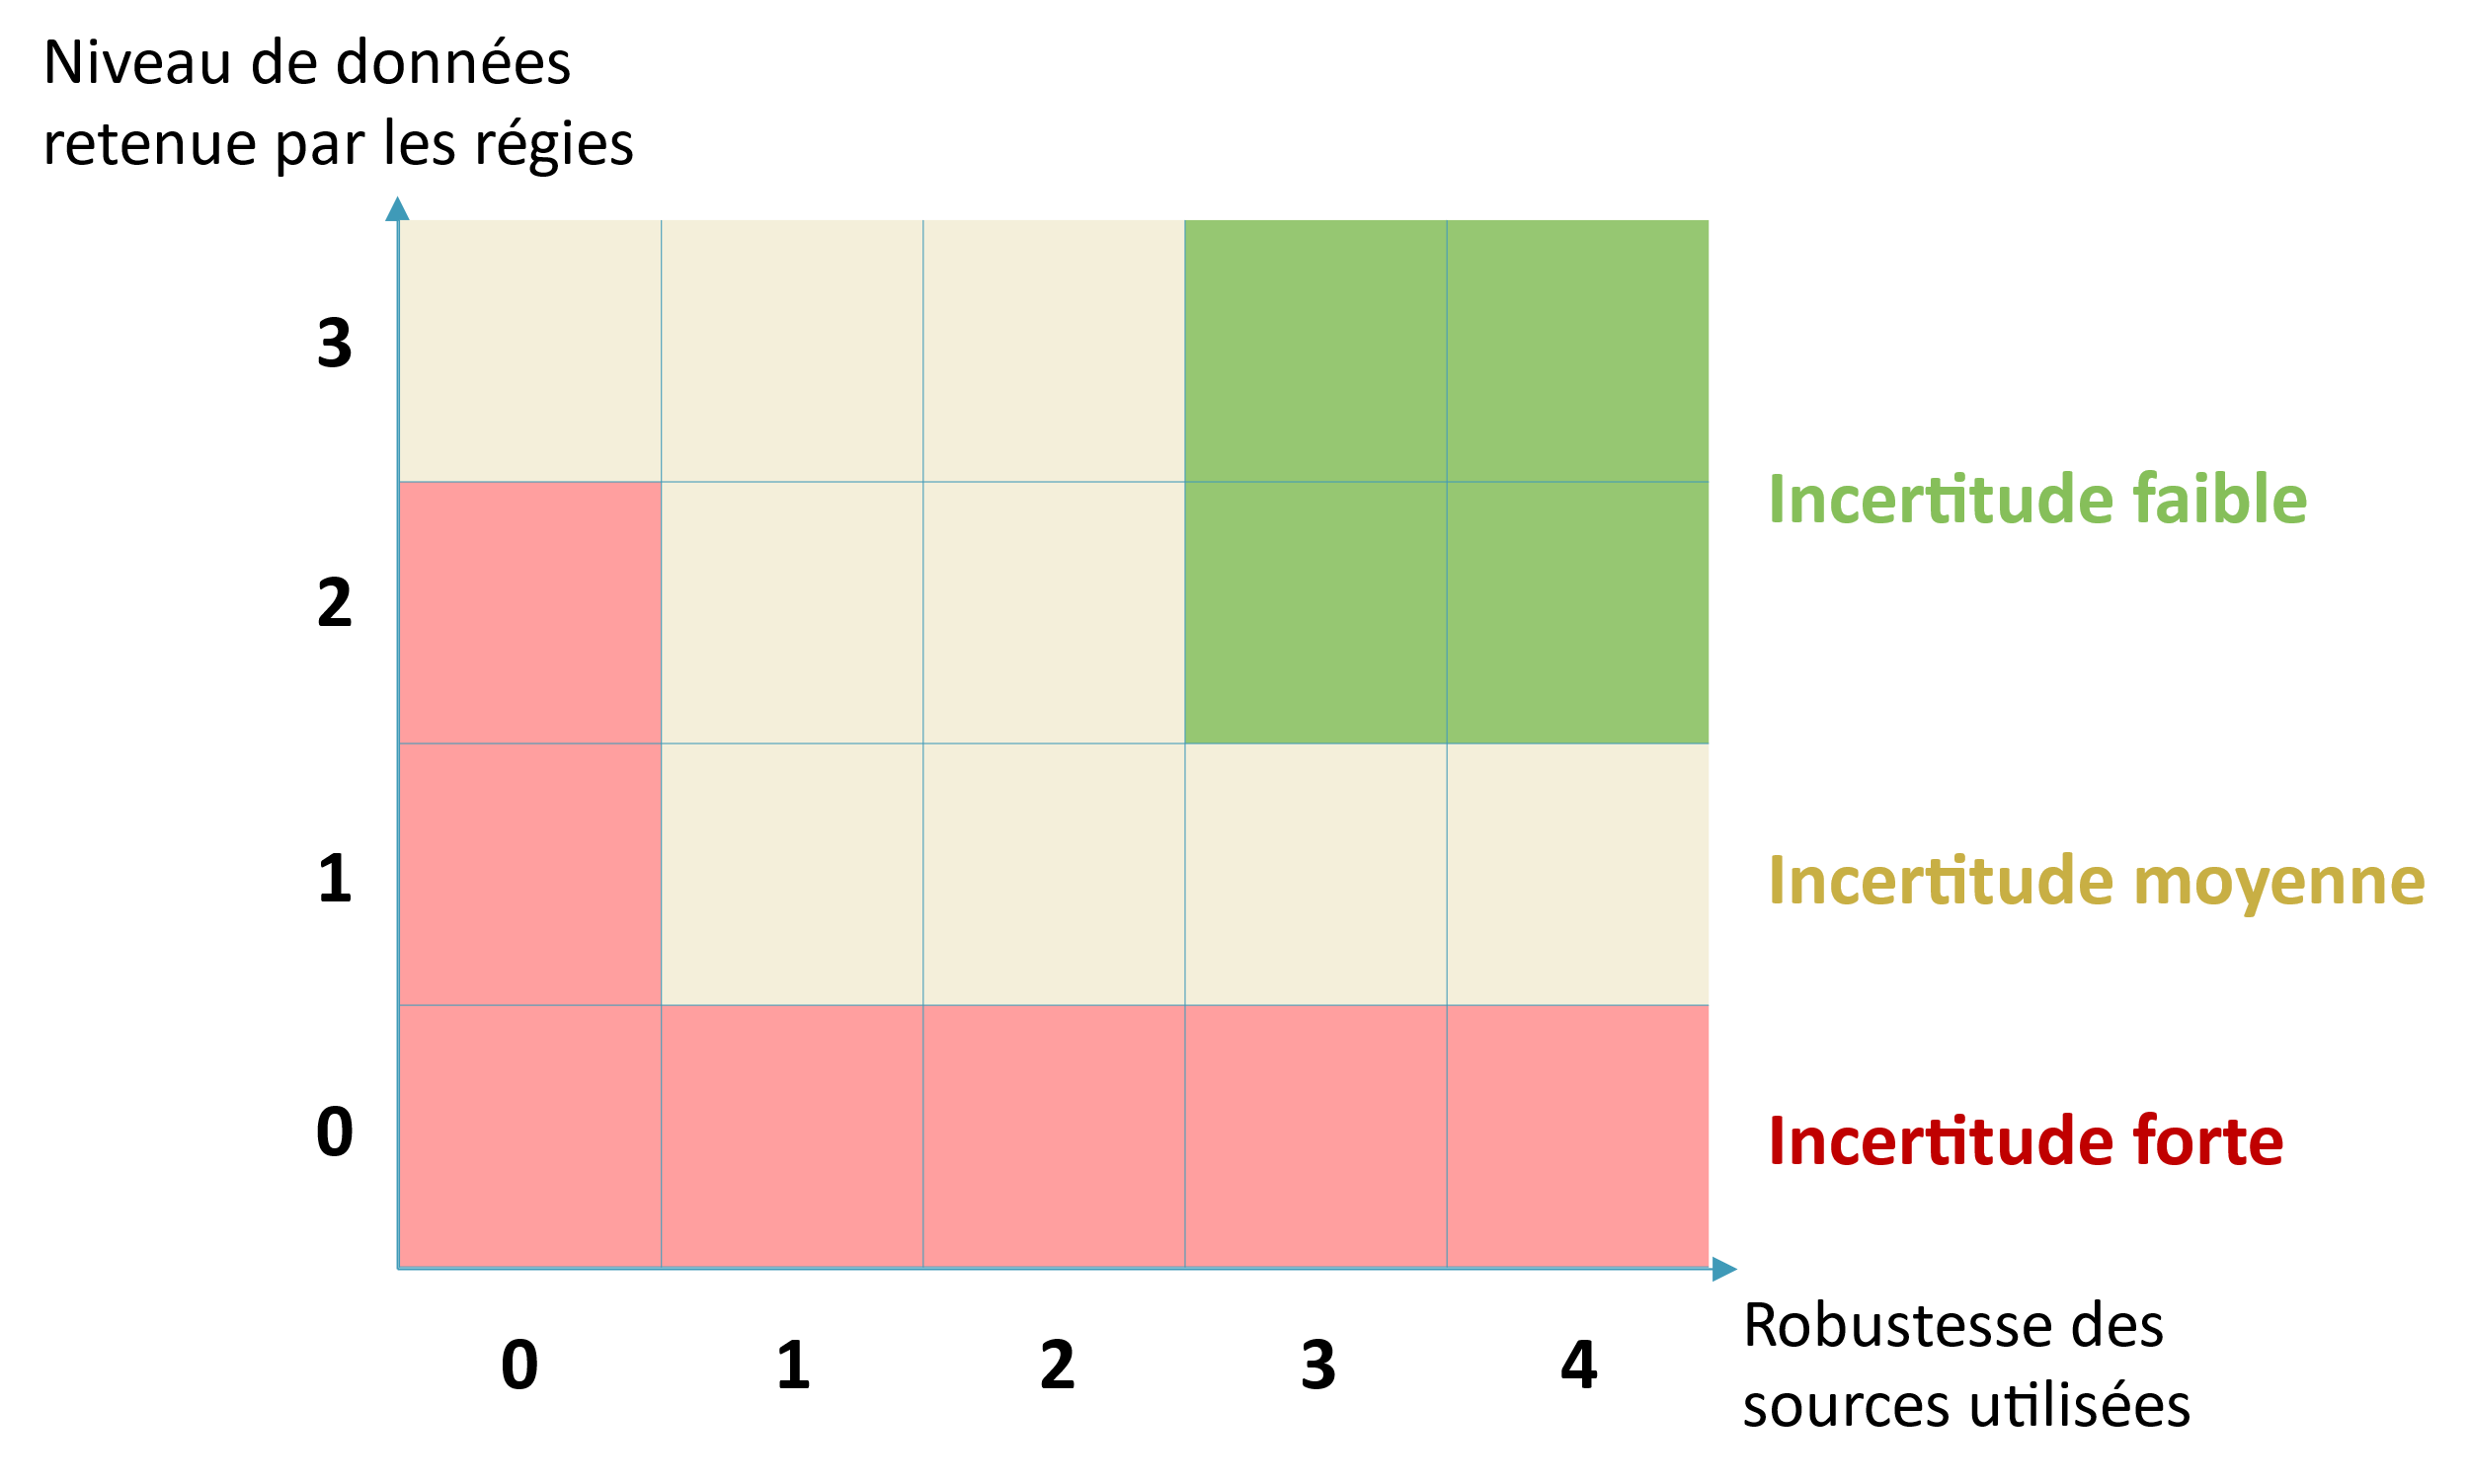 Niveau de données
retenue par les régies
3
Incertitude faible
2
1
Incertitude moyenne
0
Incertitude forte
0 1 2 3 4
Robustesse des
sources utilisées